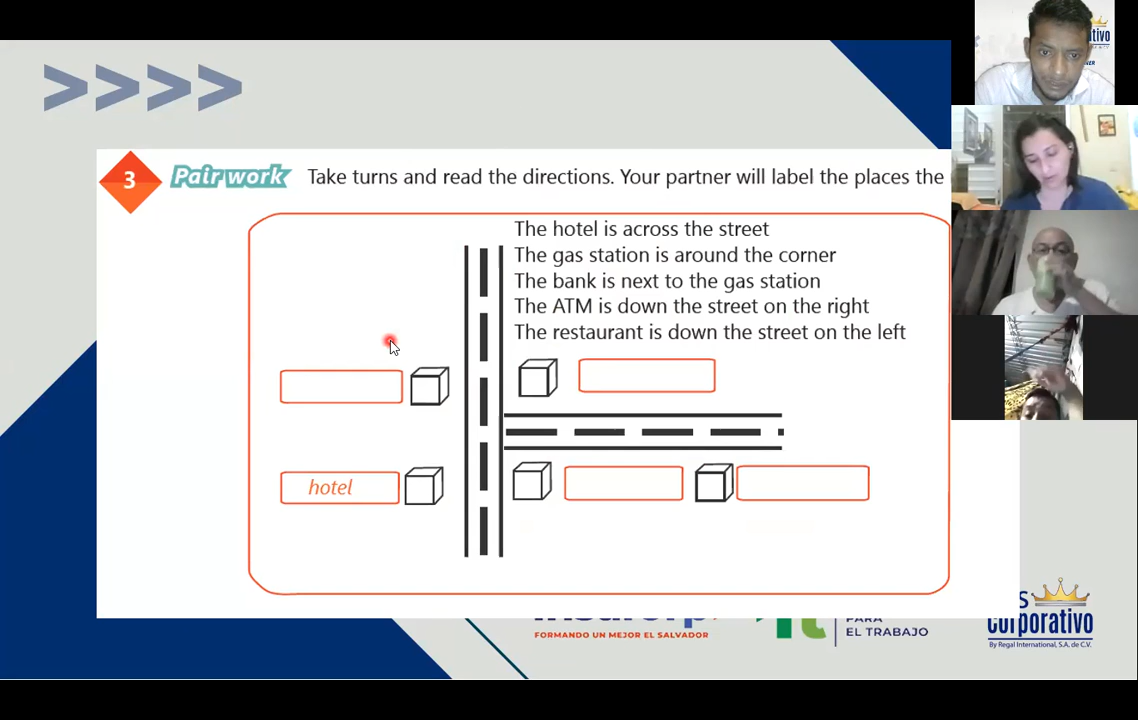 >>>>
3 Pair work Take turns and read the directions. Your partner will label the places the
The hotel is across the street
The gas station is around the corner
The bank is next to the gas station
The ATM is down the street on the right
The restaurant is down the street on the left
hotel
FORMANDO UN MEJOR EL SALVADOR
PARA
EL TRABAJO
corporativo
By Regal International, S.A. de C.V.